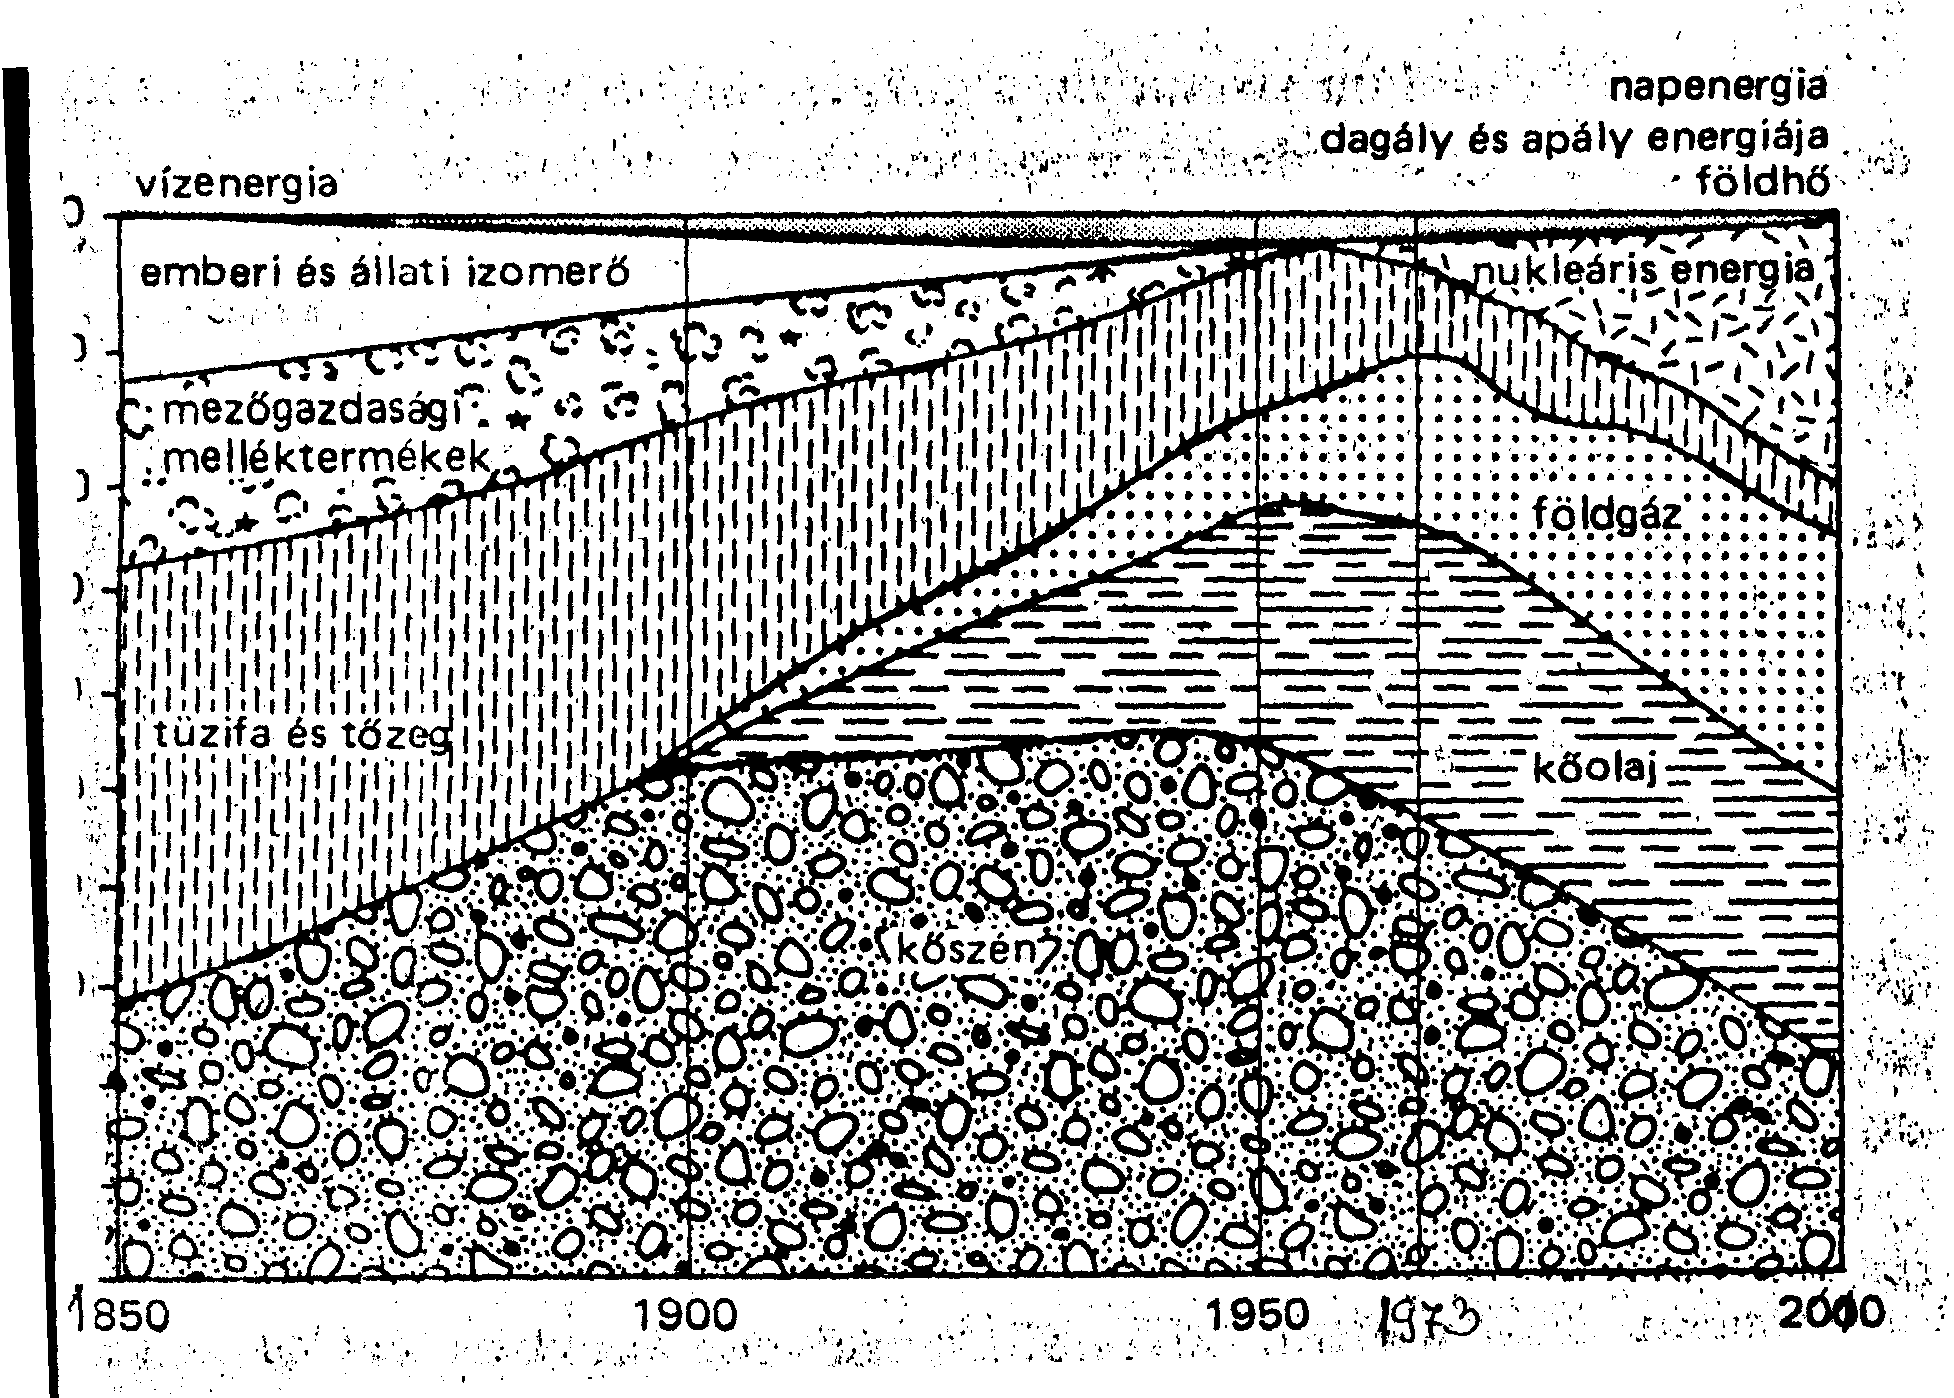 napenergia
dagály és apály energiája
földhő
vízenergia
emberi és állati izomerő
nukleáris energia
mezőgazdasági
melléktermékek
földgáz
tüzifa és tőzeg
kőolaj
kőszén
1850 1900 1950 1973 2000